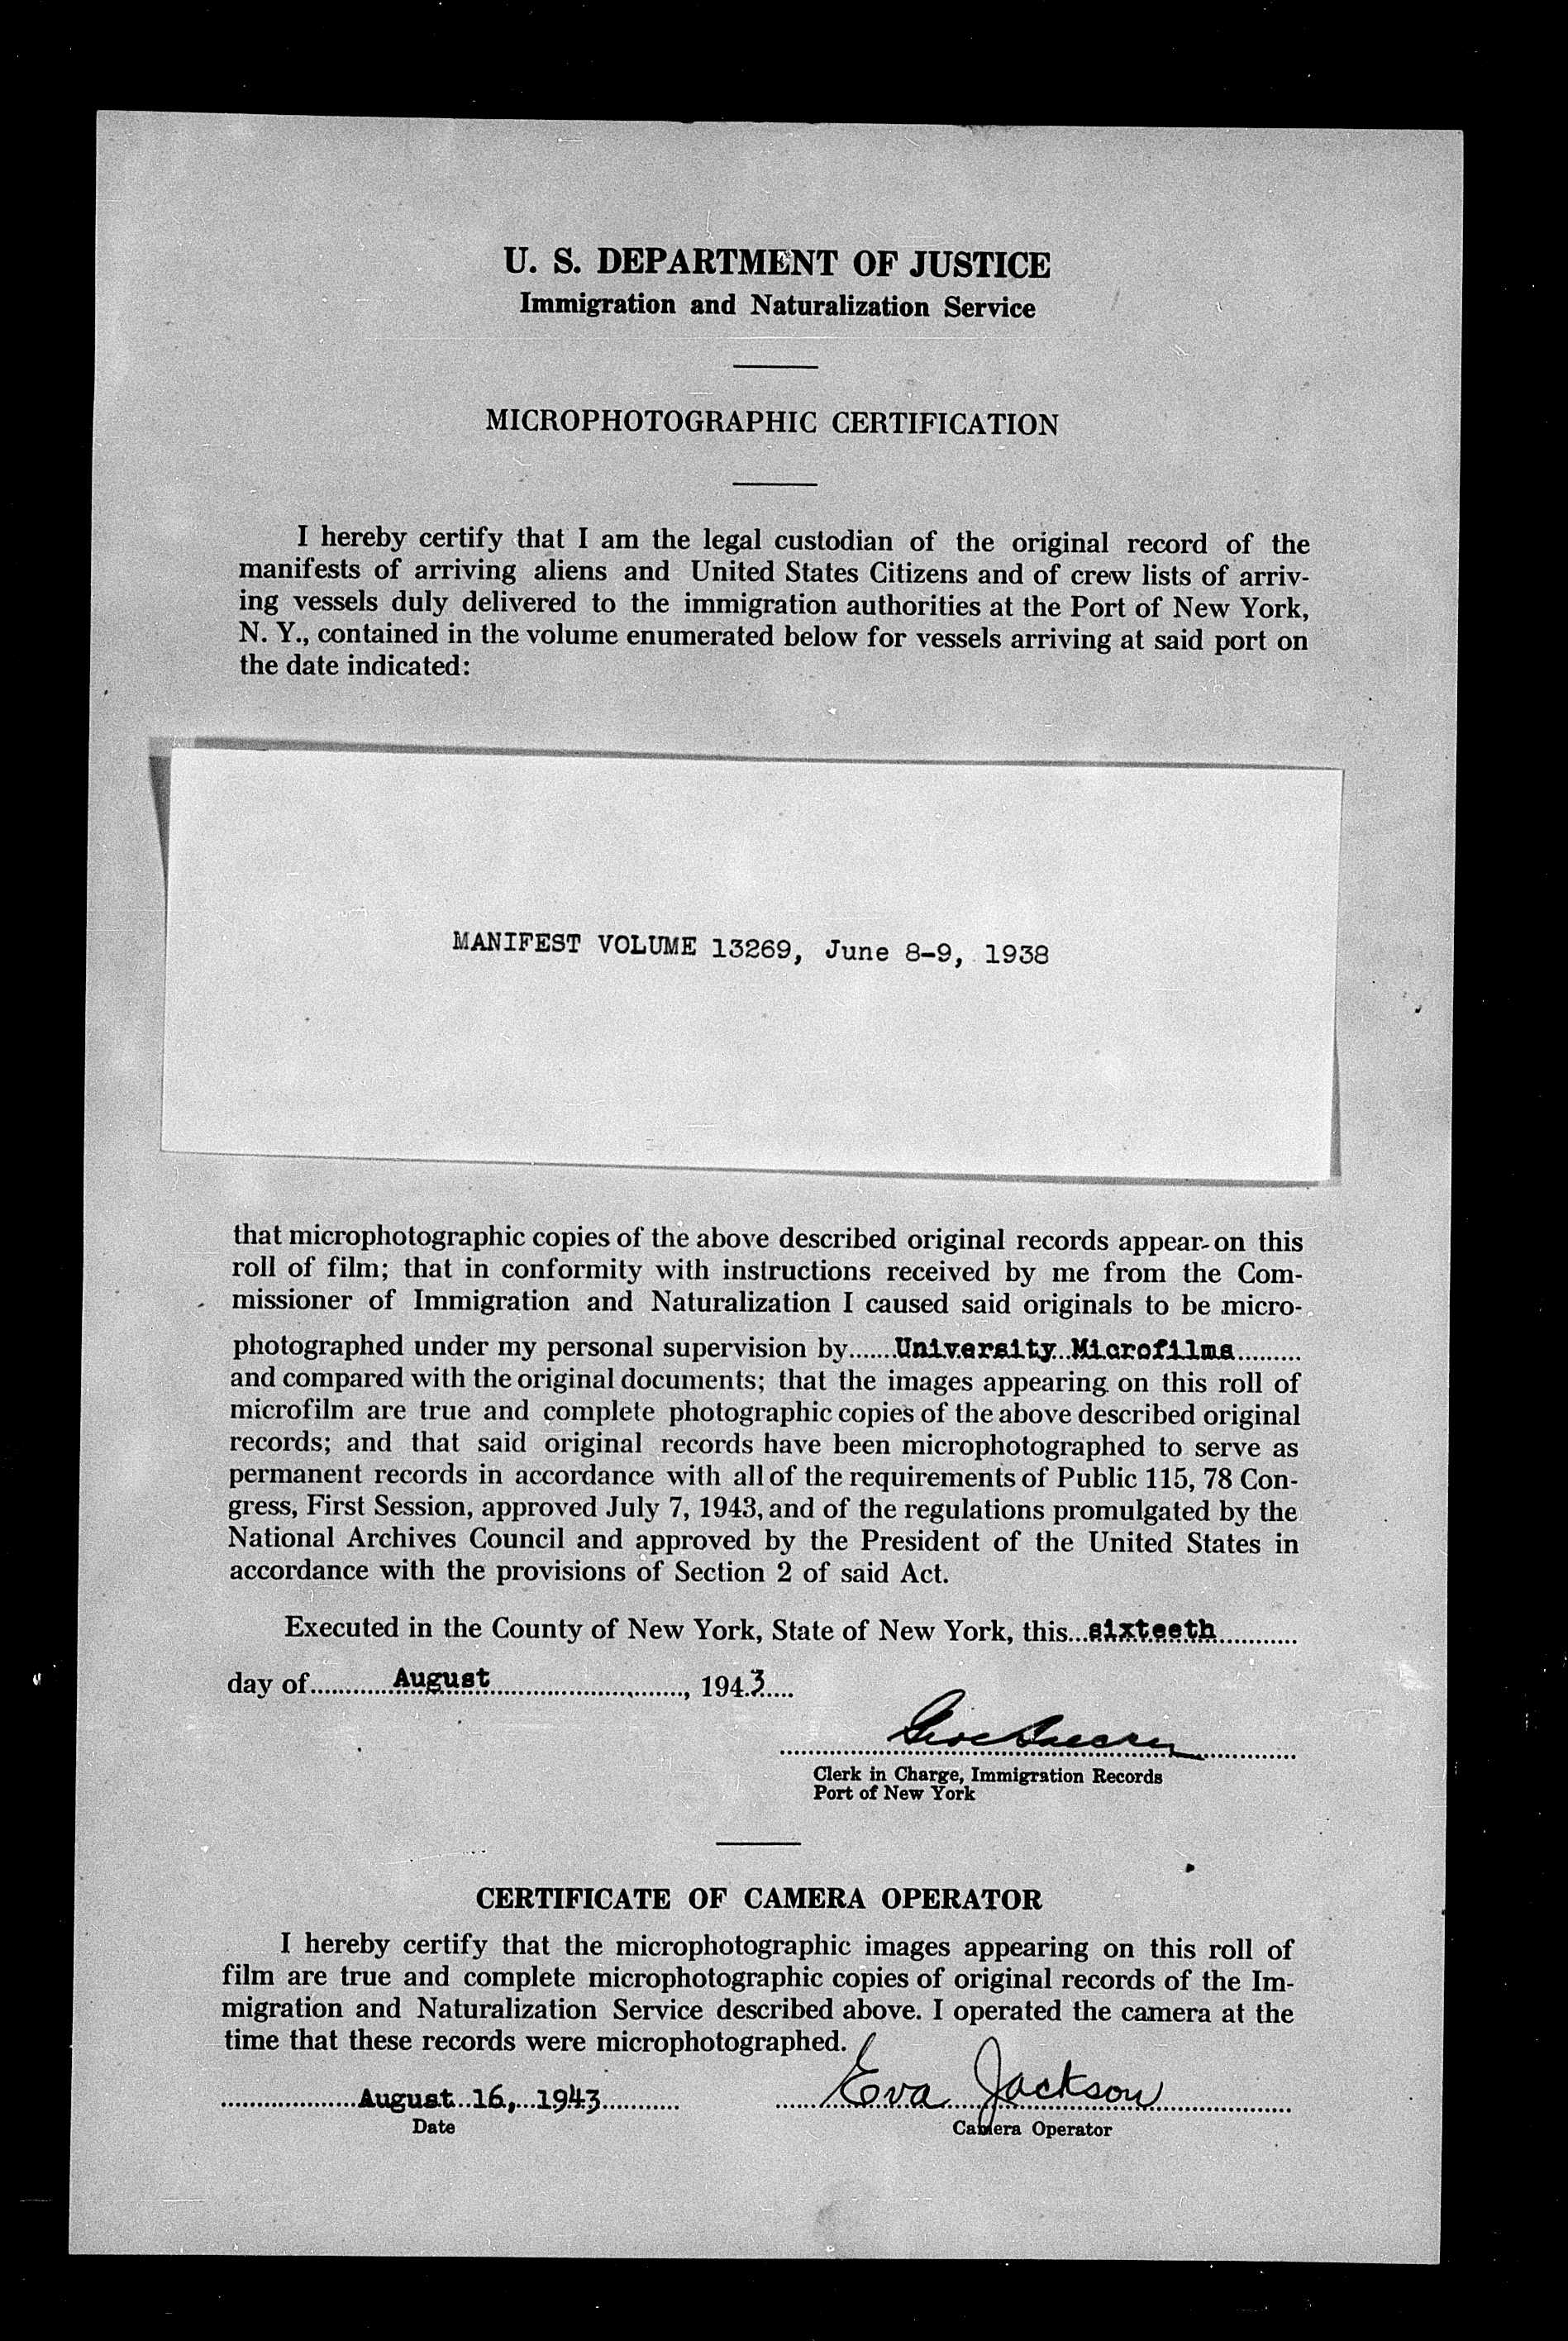 U. S. DEPARTMENT OF JUSTICE
Immigration and Naturalization Service
MICROPHOTOGRAPHIC CERTIFICATION
I hereby certify that I am the legal custodian of the original record of the
manifests of arriving aliens and United States Citizens and of crew lists of arriv-
ing vessels duly delivered to the immigration authorities at the Port of New York,
N. Y., contained in the volume enumerated below for vessels arriving at said port on
the date indicated:
MANIFEST VOLUME 13269, June 8-9, 1938
that microphotographic copies of the above described original records appear on this
roll of film; that in conformity with instructions received by me from the Com-
missioner of Immigration and Naturalization I caused said originals to be micro-
photographed under my personal supervision by.......University Microfilms.........
and compared with the original documents; that the images appearing on this roll of
microfilm are true and complete photographic copies of the above described original
records; and that said original records have been microphotographed to serve as
permanent records in accordance with all of the requirements of Public 115, 78 Con-
gress, First Session, approved July 7, 1943, and of the regulations promulgated by the
National Archives Council and approved by the President of the United States in
accordance with the provisions of Section 2 of said Act.
Executed in the County of New York, State of New York, this...sixteeth............
day of............August............................, 194.3.....
Clerk in Charge, Immigration Records
Port of New York
CERTIFICATE OF CAMERA OPERATOR
I hereby certify that the microphotographic images appearing on this roll of
film are true and complete microphotographic copies of original records of the Im-
migration and Naturalization Service described above. I operated the camera at the
time that these records were microphotographed.
...................August 16, 1943........... Eva Jackson
Date Camera Operator